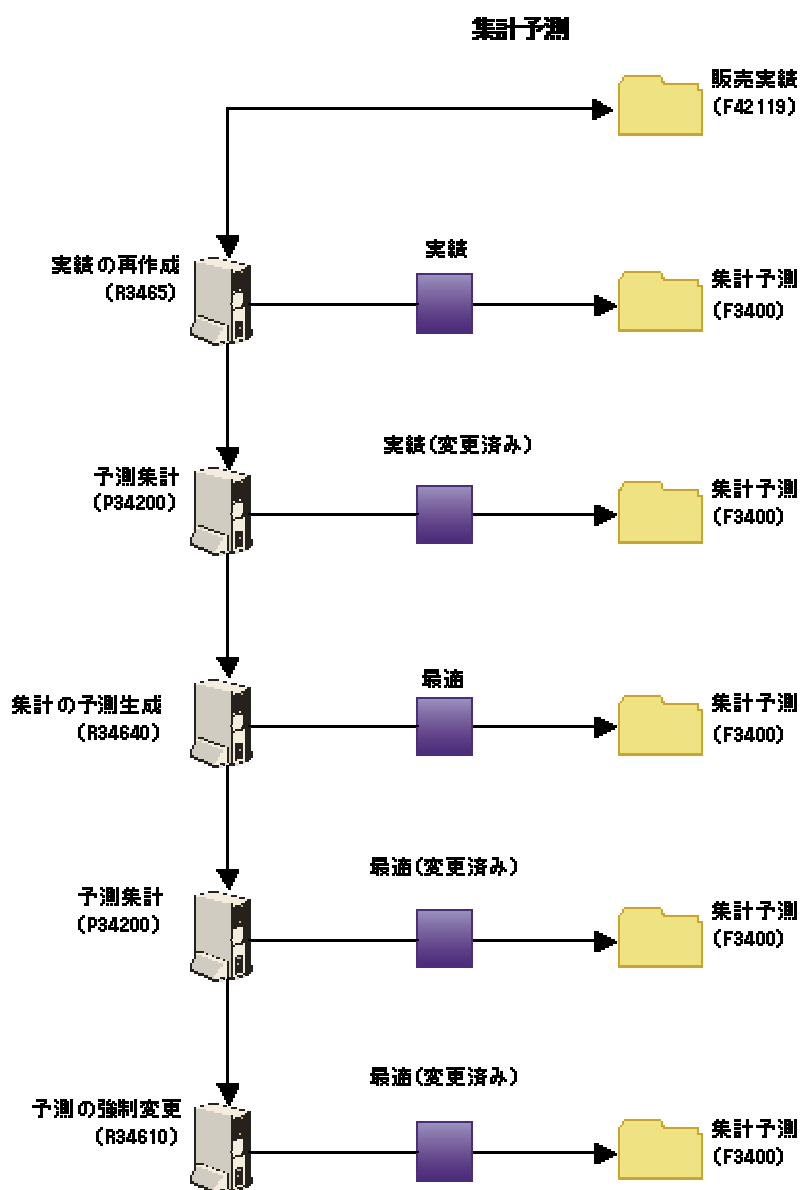 集計予測
販売実績
(F42119)
実績の再作成
(R3465)
実績
集計予測
(F3400)
予測集計
(P34200)
実績(変更済み)
集計予測
(F3400)
集計の予測生成
(R34640)
最適
集計予測
(F3400)
予測集計
(P34200)
最適(変更済み)
集計予測
(F3400)
予測の強制変更
(R34610)
最適(変更済み)
集計予測
(F3400)